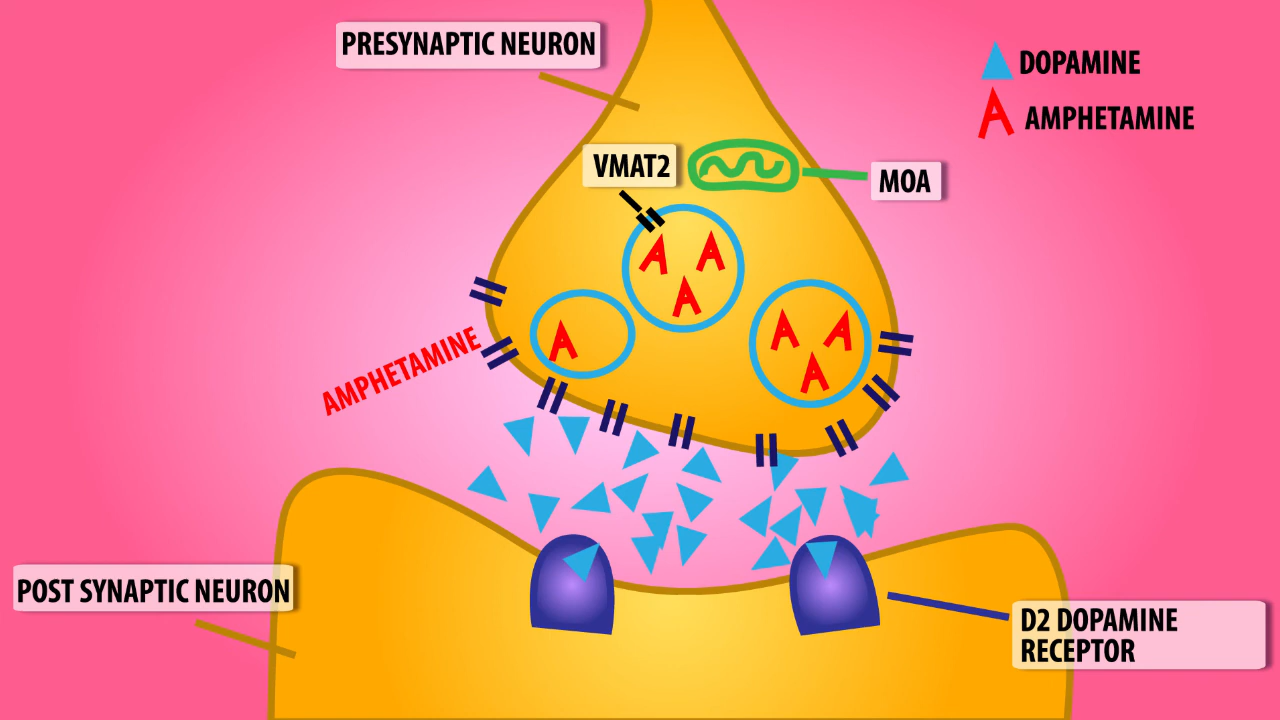 PRESYNAPTIC NEURON
DOPAMINE
AMPHETAMINE
VMAT2
MOA
AMPHETAMINE
POST SYNAPTIC NEURON
D2 DOPAMINE
RECEPTOR